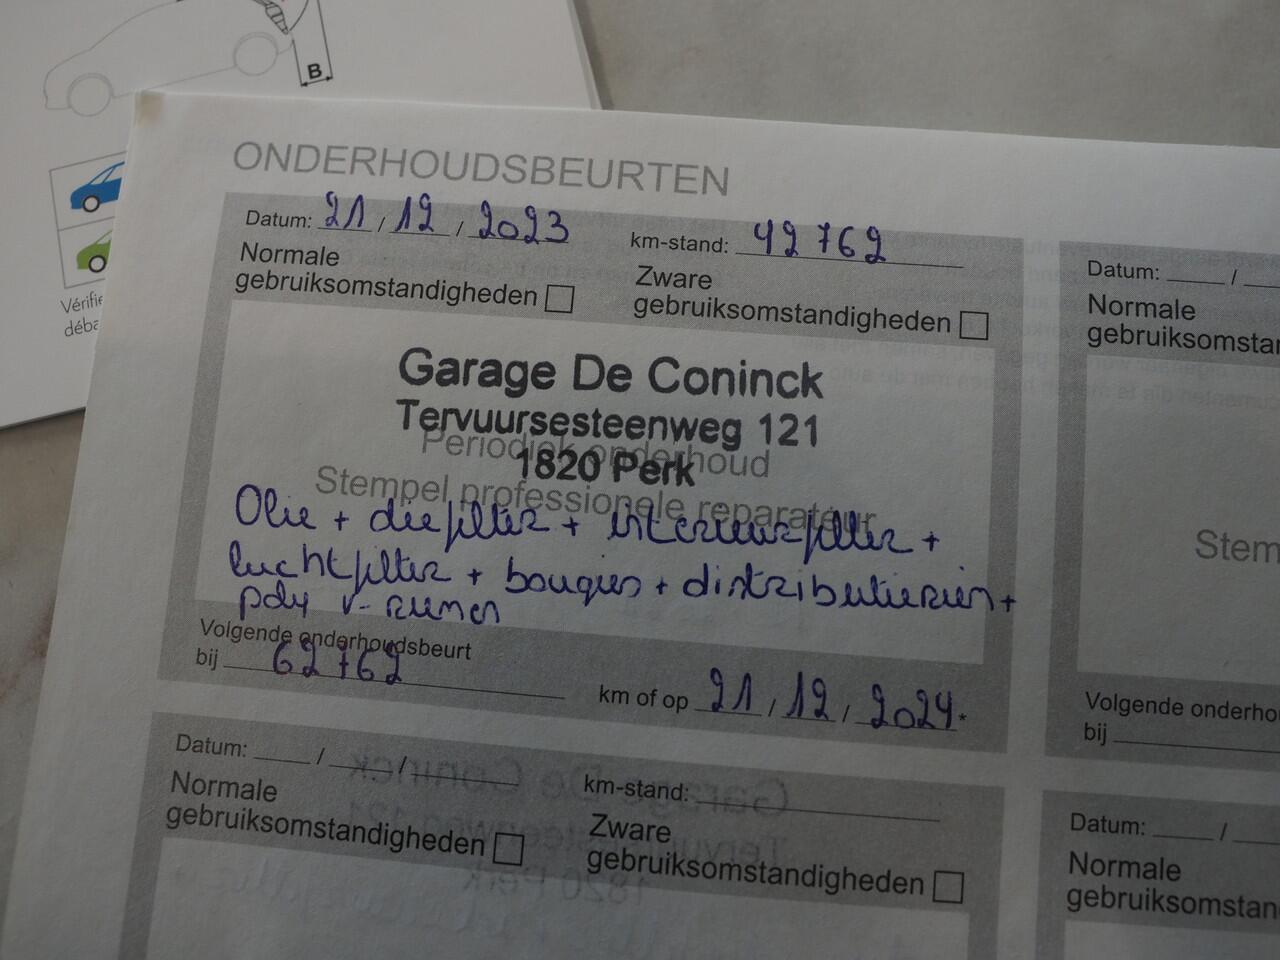 B
Vérifie
déba
ONDERHOUDSBEURTEN
Datum: 21 / 12 / 2023
km-stand: 42762
Normale
gebruiksomstandigheden
Zware
gebruiksomstandigheden
Garage De Coninck
Tervuursesteenweg 121
1820 Perk
Periodiek onderhoud
Stempel professionele reparateur
Olie + oliefilter + interieurfilter +
luchtfilter + bougies + distributieriem +
poly v-riemen
Volgende onderhoudsbeurt
bij 62762 km of op 21 / 12 / 2024*
Datum: / /
km-stand:
Normale
gebruiksomstandigheden
Zware
gebruiksomstandigheden
Datum: /
Normale
gebruiksomstan
Stem
Volgende onderho
bij
Datum: /
Normale
gebruiksomstan